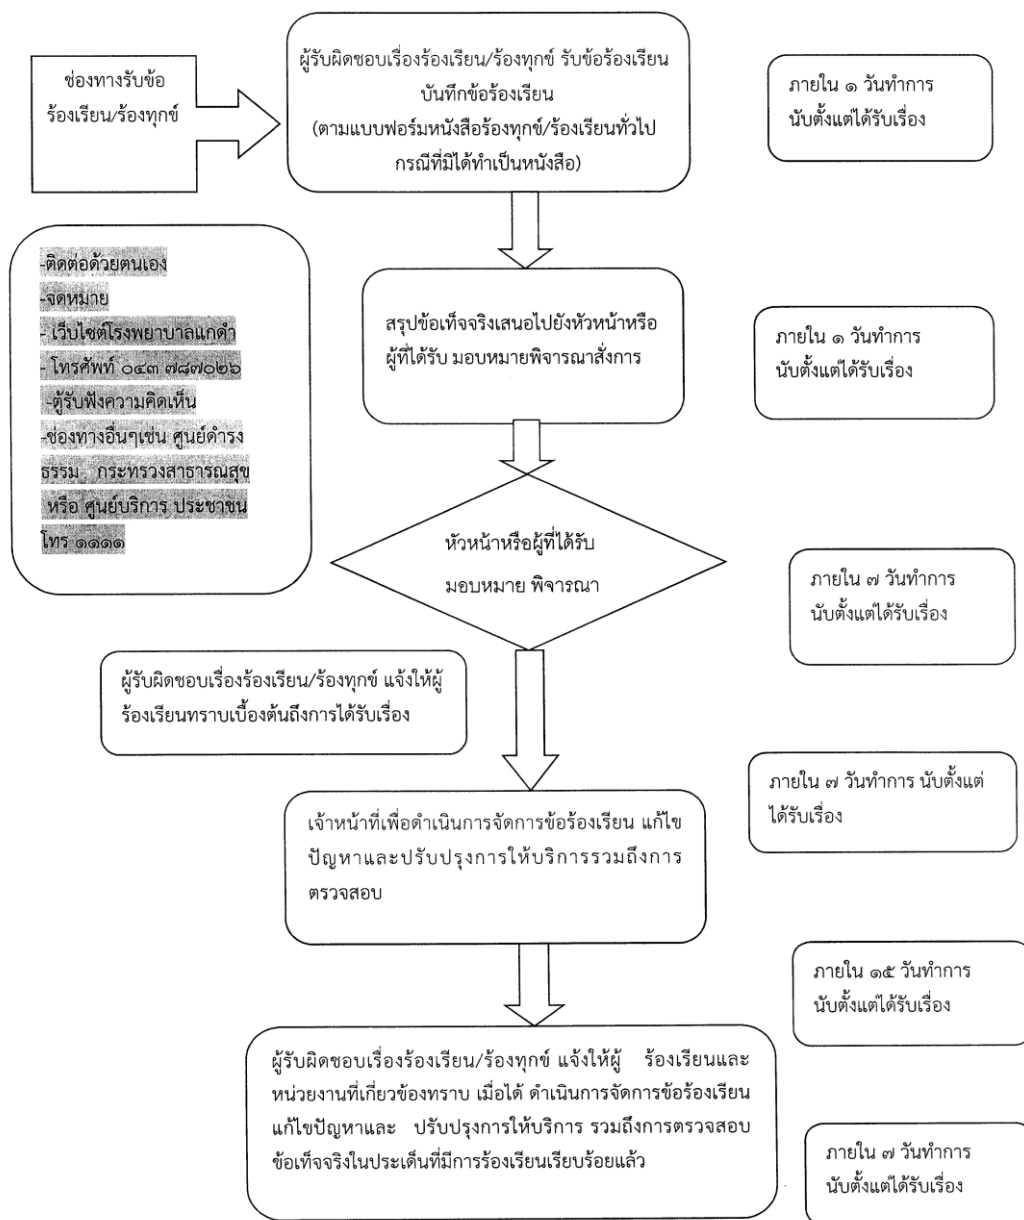 ช่องทางรับข้อ
ร้องเรียน/ร้องทุกข์
ผู้รับผิดชอบเรื่องร้องเรียน/ร้องทุกข์ รับข้อร้องเรียน
บันทึกข้อร้องเรียน
(ตามแบบฟอร์มหนังสือร้องทุกข์/ร้องเรียนทั่วไป
กรณีที่มิได้ทำเป็นหนังสือ)
ภายใน ๑ วันทำการ
นับตั้งแต่ได้รับเรื่อง
-ติดต่อด้วยตนเอง
-จดหมาย
- เว็บไซต์โรงพยาบาลแกดำ
- โทรศัพท์ ๐๔๓ ๗๘๗๐๒๖
-ตู้รับฟังความคิดเห็น
-ช่องทางอื่นๆเช่น ศูนย์ดำรง
ธรรม กระทรวงสาธารณสุข
หรือ ศูนย์บริการ ประชาชน
โทร ๑๑๑๑
สรุปข้อเท็จจริงเสนอไปยังหัวหน้าหรือ
ผู้ที่ได้รับ มอบหมายพิจารณาสั่งการ
ภายใน ๑ วันทำการ
นับตั้งแต่ได้รับเรื่อง
หัวหน้าหรือผู้ที่ได้รับ
มอบหมาย พิจารณา
ภายใน ๗ วันทำการ
นับตั้งแต่ได้รับเรื่อง
ผู้รับผิดชอบเรื่องร้องเรียน/ร้องทุกข์ แจ้งให้ผู้
ร้องเรียนทราบเบื้องต้นถึงการได้รับเรื่อง
ภายใน ๗ วันทำการ นับตั้งแต่
ได้รับเรื่อง
เจ้าหน้าที่เพื่อดำเนินการจัดการข้อร้องเรียน แก้ไข
ปัญหาและปรับปรุงการให้บริการรวมถึงการ
ตรวจสอบ
ภายใน ๑๕ วันทำการ
นับตั้งแต่ได้รับเรื่อง
ผู้รับผิดชอบเรื่องร้องเรียน/ร้องทุกข์ แจ้งให้ผู้ ร้องเรียนและ
หน่วยงานที่เกี่ยวข้องทราบ เมื่อได้ ดำเนินการจัดการข้อร้องเรียน
แก้ไขปัญหาและ ปรับปรุงการให้บริการ รวมถึงการตรวจสอบ
ข้อเท็จจริงในประเด็นที่มีการร้องเรียนเรียบร้อยแล้ว
ภายใน ๗ วันทำการ
นับตั้งแต่ได้รับเรื่อง